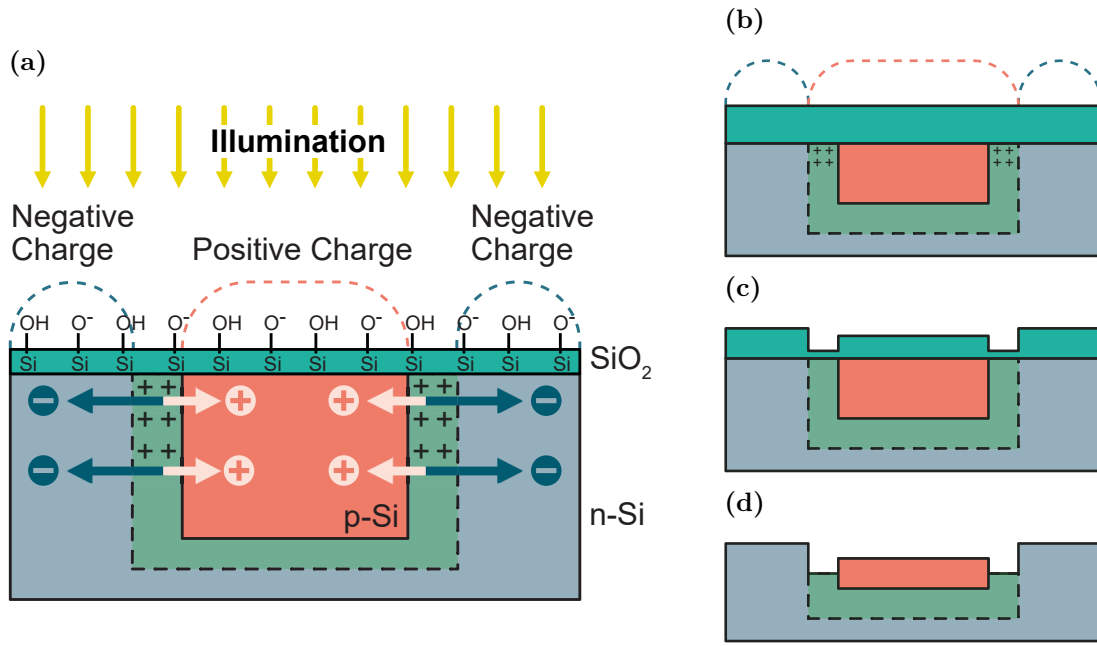 (a)
Illumination
Negative
Charge
Positive Charge
Negative
Charge
OH O⁻ OH O⁻ OH O⁻ OH O⁻ OH O⁻ OH O⁻
Si Si Si Si Si Si Si Si Si Si Si Si
SiO₂
++ ++
+ + + +
++ ++
− + + −
− + + −
p-Si
n-Si
(b)
++ ++
++ ++
(c)
(d)